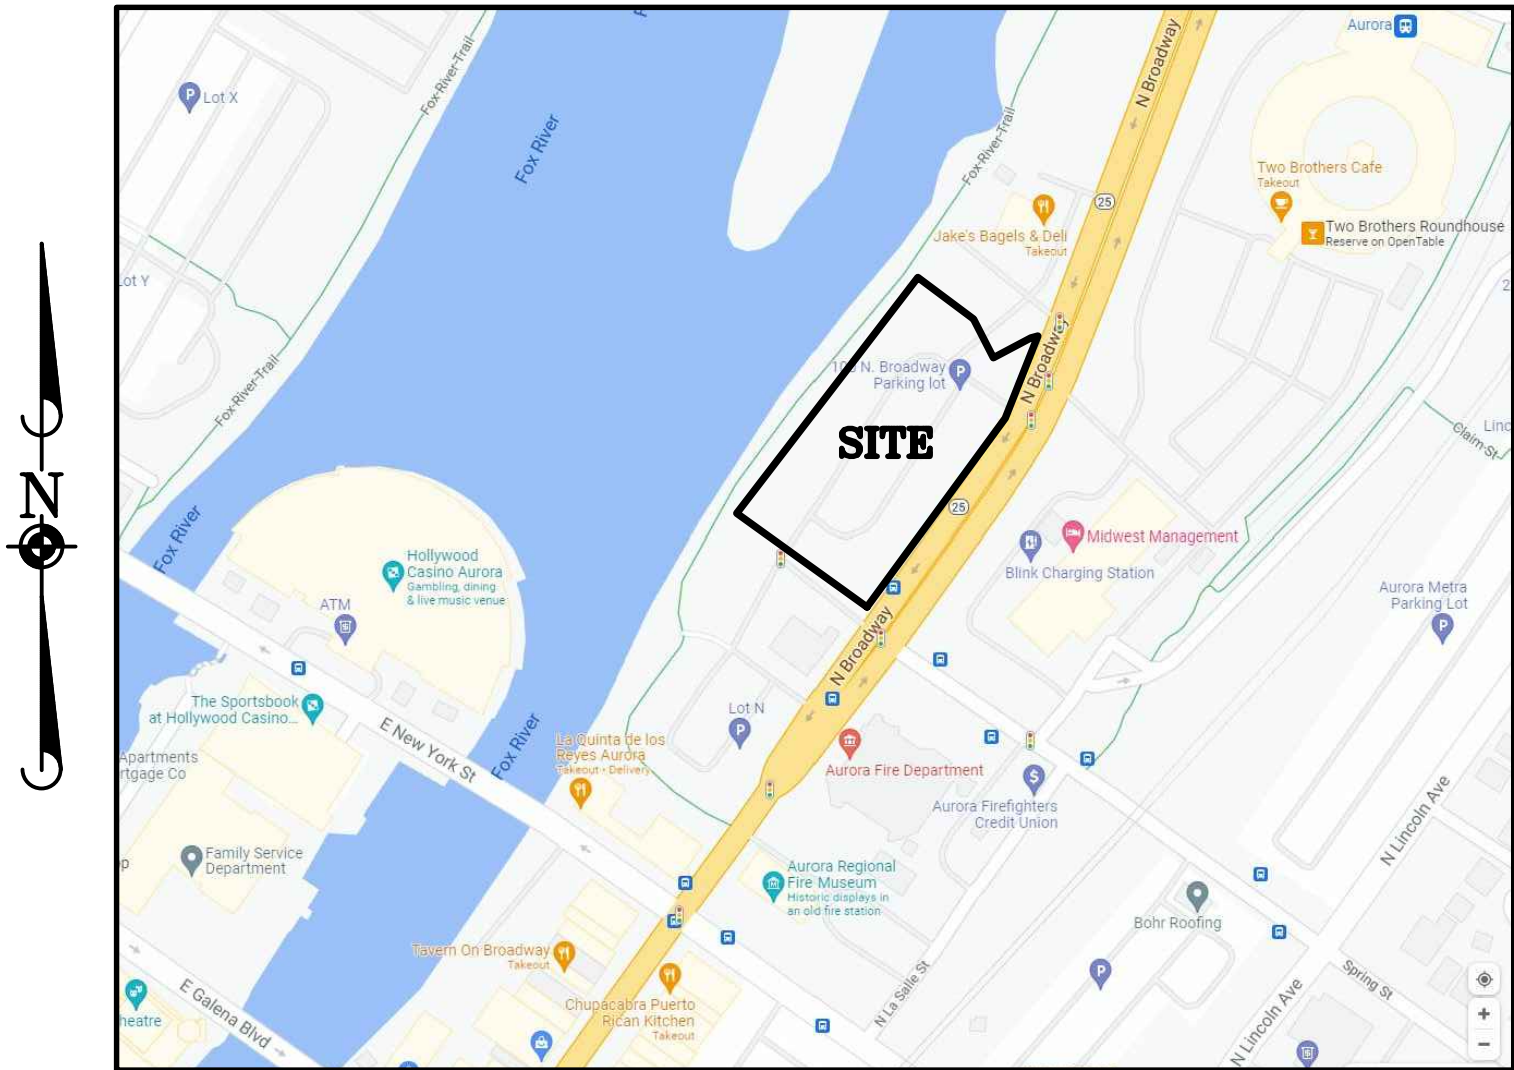 Aurora
N Broadway
Fox-River-Trail
Lot X
Fox River
Fox-River-Trail
Two Brothers Cafe
Takeout
25
Two Brothers Roundhouse
Reserve on OpenTable
Jake's Bagels & Deli
Takeout
Lot Y
2
N Broadway
N. Broadway
Parking lot
N Broadway
Fox-River-Trail
SITE
Claim-St
Linc
N
25
Fox River
Midwest Management
Blink Charging Station
Hollywood
Casino Aurora
Gambling, dining
& live music venue
ATM
Aurora Metra
Parking Lot
N Broadway
The Sportsbook
at Hollywood Casino...
Lot N
E New York St
Fox River
La Quinta de los
Reyes Aurora
Takeout · Delivery
Apartments
rtgage Co
Aurora Fire Department
Aurora Firefighters
Credit Union
N Lincoln Ave
Family Service
Department
p
Aurora Regional
Fire Museum
Historic displays in
an old fire station
Bohr Roofing
Tavern On Broadway
Takeout
Spring St
N La Salle St
E Galena Blvd
heatre
Chupacabra Puerto
Rican Kitchen
Takeout
N Lincoln Ave